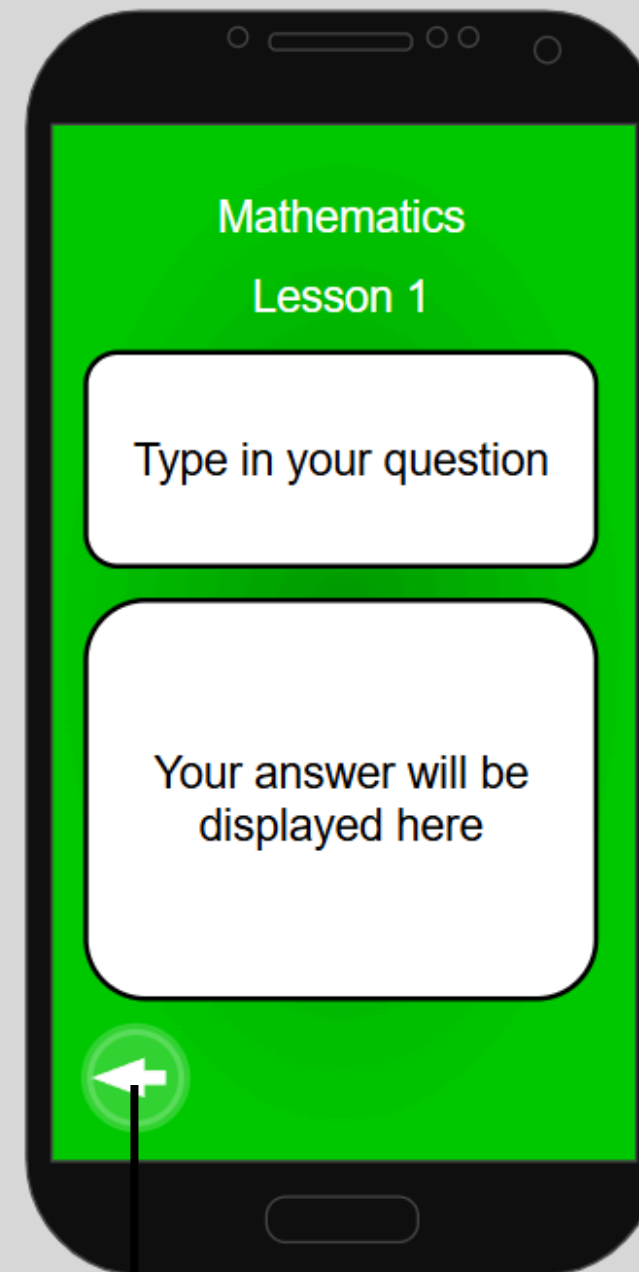 Mathematics
Lesson 1
Type in your question
Your answer will be
displayed here